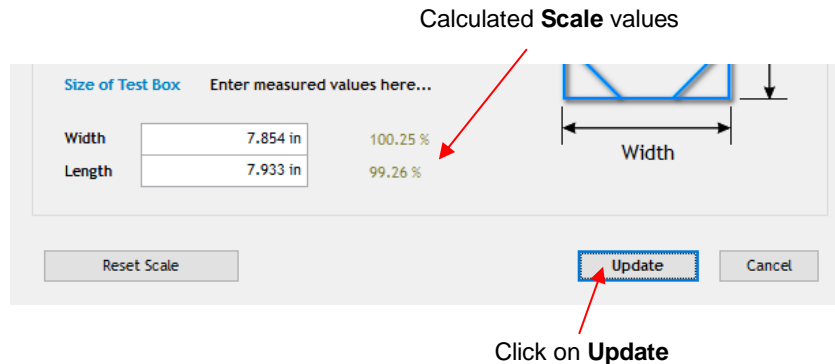 Calculated Scale values
Size of Test Box Enter measured values here...
Width 7.854 in 100.25 %
Width
Length 7.933 in 99.26 %
Reset Scale Update Cancel
Click on Update